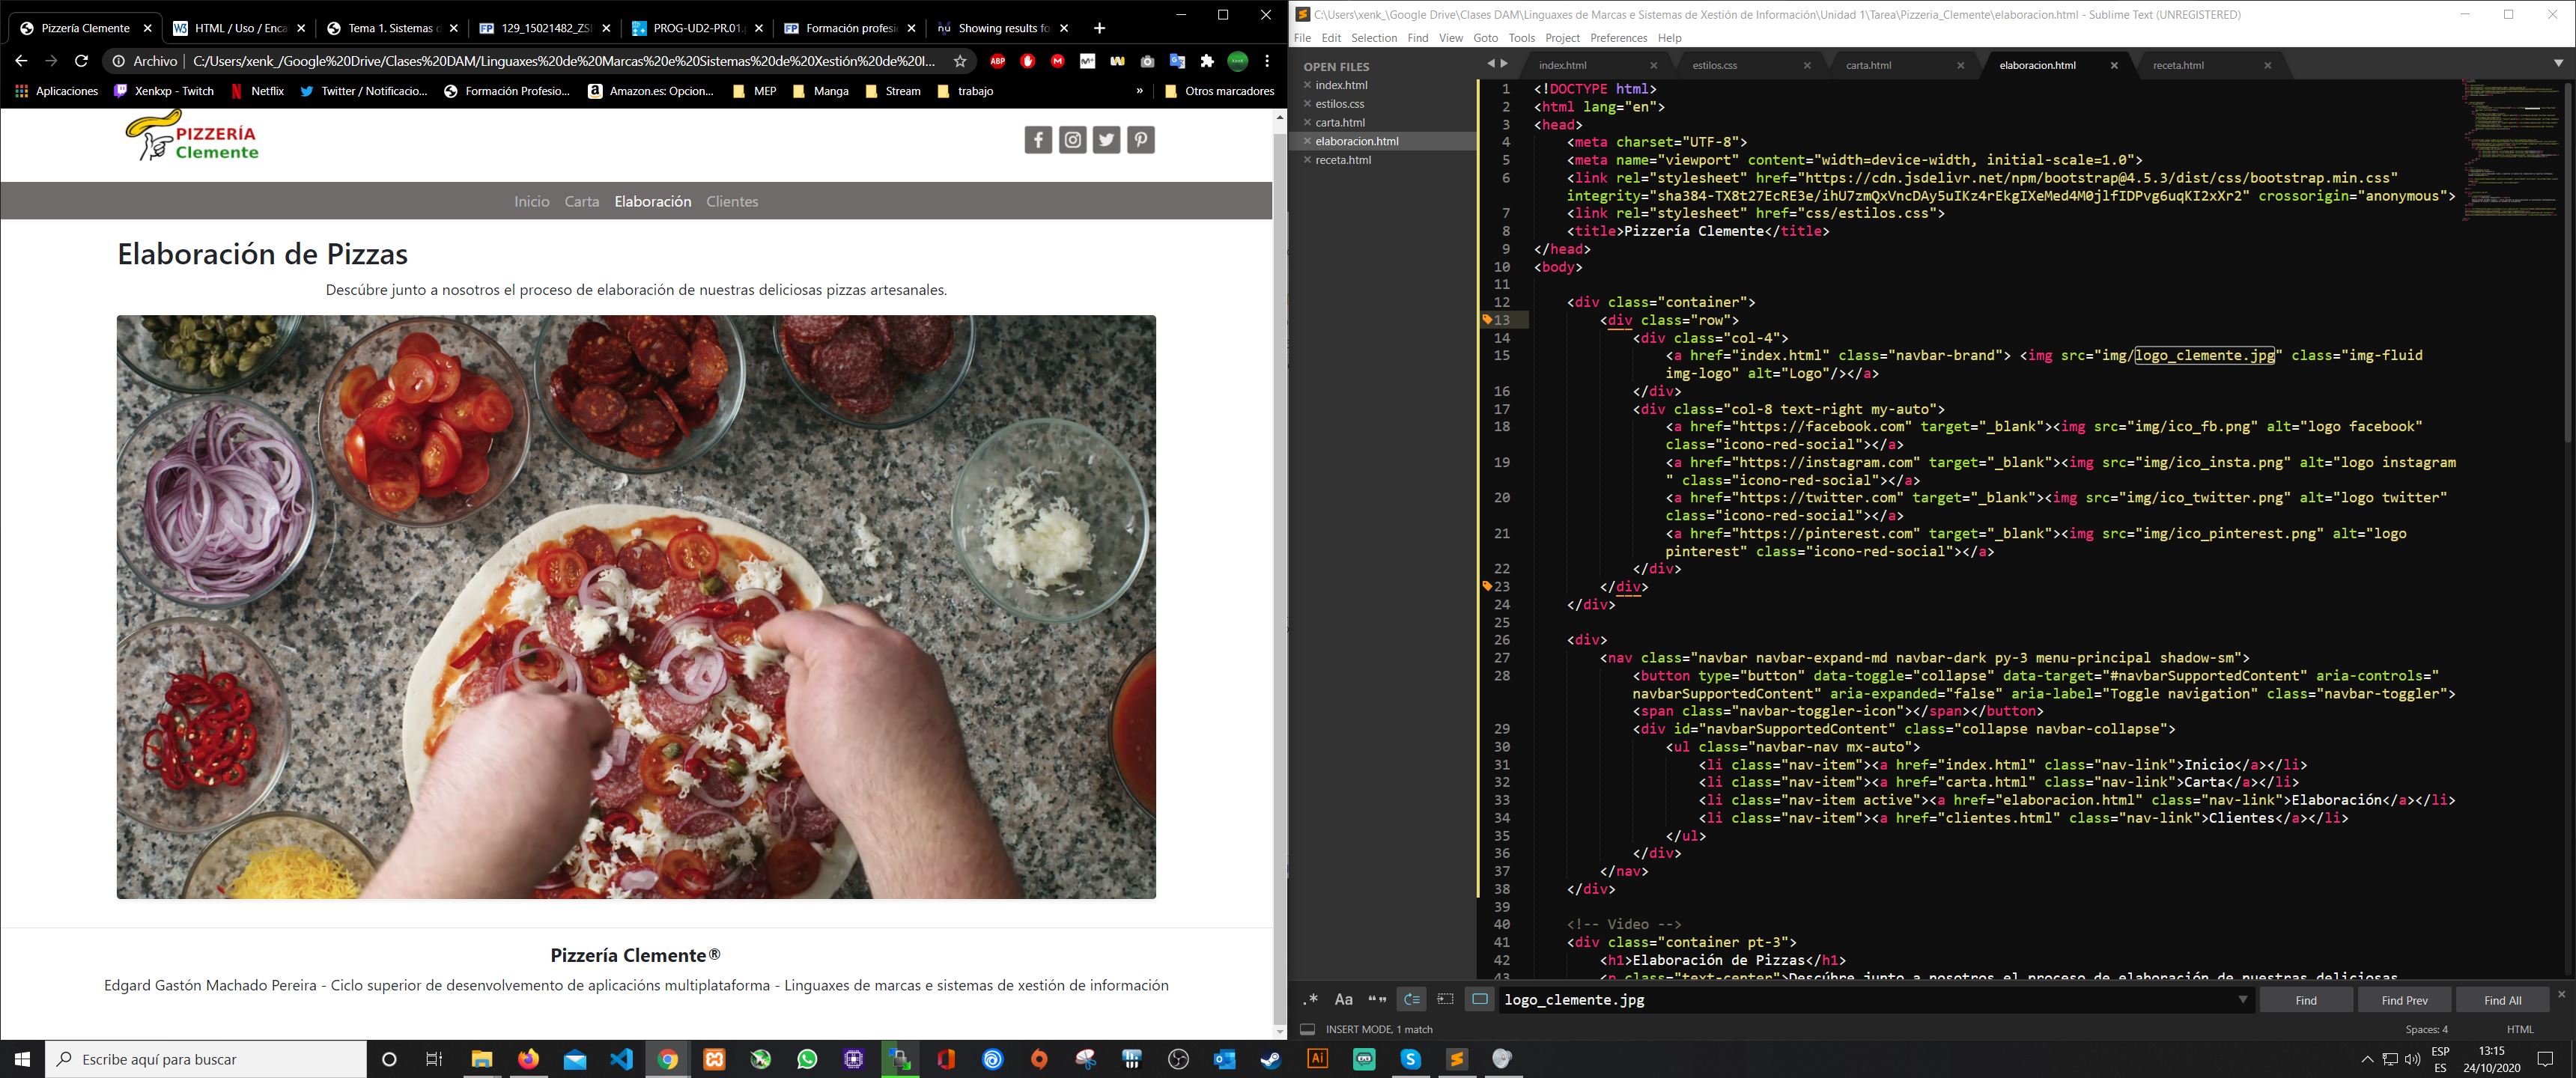 Pizzería Clemente
HTML / Uso / Enca
Tema 1. Sistemas d
129_15021482_ZSI
PROG-UD2-PR.01.
Formación profesi
Showing results fo
Archivo
C:/Users/xenk_/Google%20Drive/Clases%20DAM/Linguaxes%20de%20Marcas%20e%20Sistemas%20de%20Xestión%20de%20I...
Aplicaciones
Xenkxp - Twitch
Netflix
Twitter / Notificacio...
Formación Profesio...
Amazon.es: Opcion...
MEP
Manga
Stream
trabajo
»
Otros marcadores
PIZZERÍA
Clemente
Inicio
Carta
Elaboración
Clientes
Elaboración de Pizzas
Descúbre junto a nosotros el proceso de elaboración de nuestras deliciosas pizzas artesanales.
Pizzería Clemente®
Edgard Gastón Machado Pereira - Ciclo superior de desenvolvemento de aplicacións multiplataforma - Linguaxes de marcas e sistemas de xestión de información
C:\Users\xenk_\Google Drive\Clases DAM\Linguaxes de Marcas e Sistemas de Xestión de Información\Unidad 1\Tarea\Pizzeria_Clemente\elaboracion.html - Sublime Text (UNREGISTERED)
File Edit Selection Find View Goto Tools Project Preferences Help
OPEN FILES
index.html
estilos.css
carta.html
elaboracion.html
receta.html
index.html
estilos.css
carta.html
elaboracion.html
receta.html
1 <!DOCTYPE html>
2 <html lang="en">
3 <head>
4 <meta charset="UTF-8">
5 <meta name="viewport" content="width=device-width, initial-scale=1.0">
6 <link rel="stylesheet" href="https://cdn.jsdelivr.net/npm/bootstrap@4.5.3/dist/css/bootstrap.min.css"
integrity="sha384-TX8t27EcRE3e/ihU7zmQxVncDAy5uIKz4rEkgIXeMed4M0jlfIDPvg6uqKI2xXr2" crossorigin="anonymous">
7 <link rel="stylesheet" href="css/estilos.css">
8 <title>Pizzería Clemente</title>
9 </head>
10 <body>
11
12 <div class="container">
13 <div class="row">
14 <div class="col-4">
15 <a href="index.html" class="navbar-brand"> <img src="img/logo_clemente.jpg" class="img-fluid
img-logo" alt="Logo"/></a>
16 </div>
17 <div class="col-8 text-right my-auto">
18 <a href="https://facebook.com" target="_blank"><img src="img/ico_fb.png" alt="logo facebook"
class="icono-red-social"></a>
19 <a href="https://instagram.com" target="_blank"><img src="img/ico_insta.png" alt="logo instagram
" class="icono-red-social"></a>
20 <a href="https://twitter.com" target="_blank"><img src="img/ico_twitter.png" alt="logo twitter"
class="icono-red-social"></a>
21 <a href="https://pinterest.com" target="_blank"><img src="img/ico_pinterest.png" alt="logo
pinterest" class="icono-red-social"></a>
22 </div>
23 </div>
24 </div>
25
26 <div>
27 <nav class="navbar navbar-expand-md navbar-dark py-3 menu-principal shadow-sm">
28 <button type="button" data-toggle="collapse" data-target="#navbarSupportedContent" aria-controls="
navbarSupportedContent" aria-expanded="false" aria-label="Toggle navigation" class="navbar-toggler">
<span class="navbar-toggler-icon"></span></button>
29 <div id="navbarSupportedContent" class="collapse navbar-collapse">
30 <ul class="navbar-nav mx-auto">
31 <li class="nav-item"><a href="index.html" class="nav-link">Inicio</a></li>
32 <li class="nav-item"><a href="carta.html" class="nav-link">Carta</a></li>
33 <li class="nav-item active"><a href="elaboracion.html" class="nav-link">Elaboración</a></li>
34 <li class="nav-item"><a href="clientes.html" class="nav-link">Clientes</a></li>
35 </ul>
36 </div>
37 </nav>
38 </div>
39
40 <!-- Video -->
41 <div class="container pt-3">
42 <h1>Elaboración de Pizzas</h1>
43 <p class="text-center">Descúbre junto a nosotros el proceso de elaboración de nuestras deliciosas
.* Aa
logo_clemente.jpg
Find
Find Prev
Find All
INSERT MODE, 1 match
Spaces: 4
HTML
Escribe aquí para buscar
Ai
ESP
ES
13:15
24/10/2020